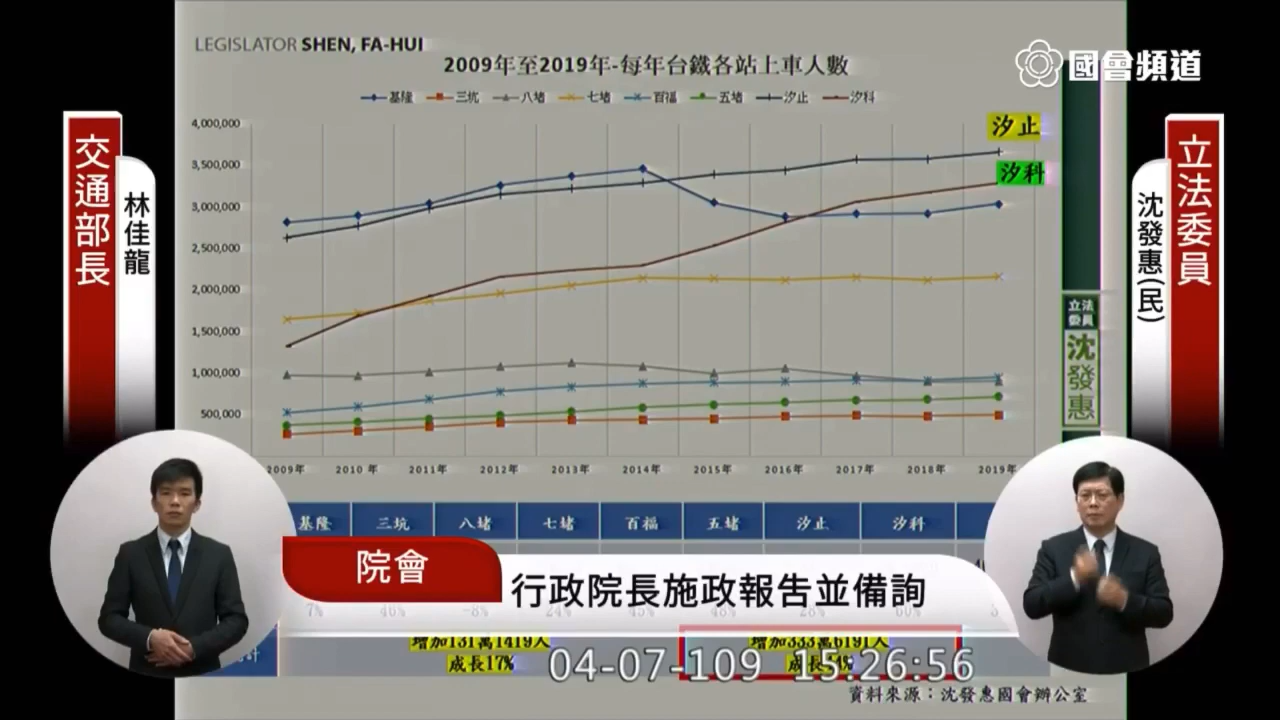 LEGISLATOR SHEN, FA-HUI
2009年至2019年-每年台鐵各站上車人數
國會頻道
基隆 三坑 八堵 七堵 百福 五堵 汐止 汐科
4,000,000
3,500,000
3,000,000
2,500,000
2,000,000
1,500,000
1,000,000
500,000
汐止
汐科
交通部長
林佳龍
立法委員
沈發惠(民)
立法
委員
沈發惠
2009年 2010年 2011年 2012年 2013年 2014年 2015年 2016年 2017年 2018年 2019年
基隆 三坑 八堵 七堵 百福 五堵 汐止 汐科
院會
行政院長施政報告並備詢
7% -8% 28%
增加131萬1419人 增加333萬6191人
成長17%
04-07-109 15:26:56
資料來源：沈發惠國會辦公室